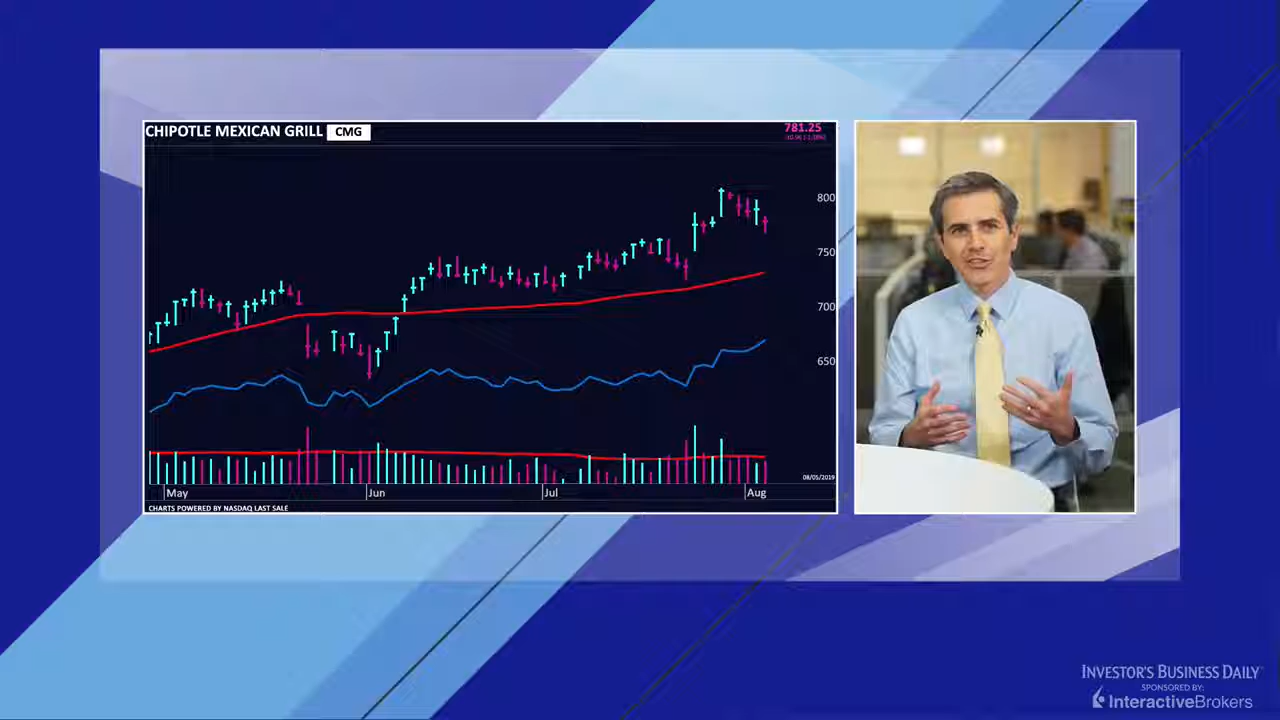 CHIPOTLE MEXICAN GRILL CMG
781.25
800
750
700
650
08/05/2019
May Jun Jul Aug
CHARTS POWERED BY NASDAQ LAST SALE
INVESTOR'S BUSINESS DAILY
SPONSORED BY:
InteractiveBrokers